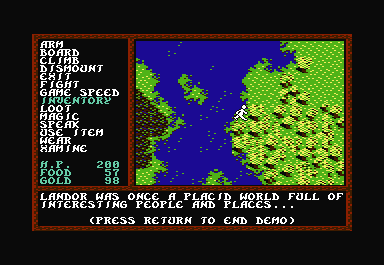 ARM
BOARD
CLIMB
DISMOUNT
EXIT
FIGHT
GAME SPEED
INVENTORY
LOOT
MAGIC
SPEAK
USE ITEM
WEAR
XAMINE
H.P. 200
FOOD 57
GOLD 98
LANDOR WAS ONCE A PLACID WORLD FULL OF
INTERESTING PEOPLE AND PLACES...
(PRESS RETURN TO END DEMO)